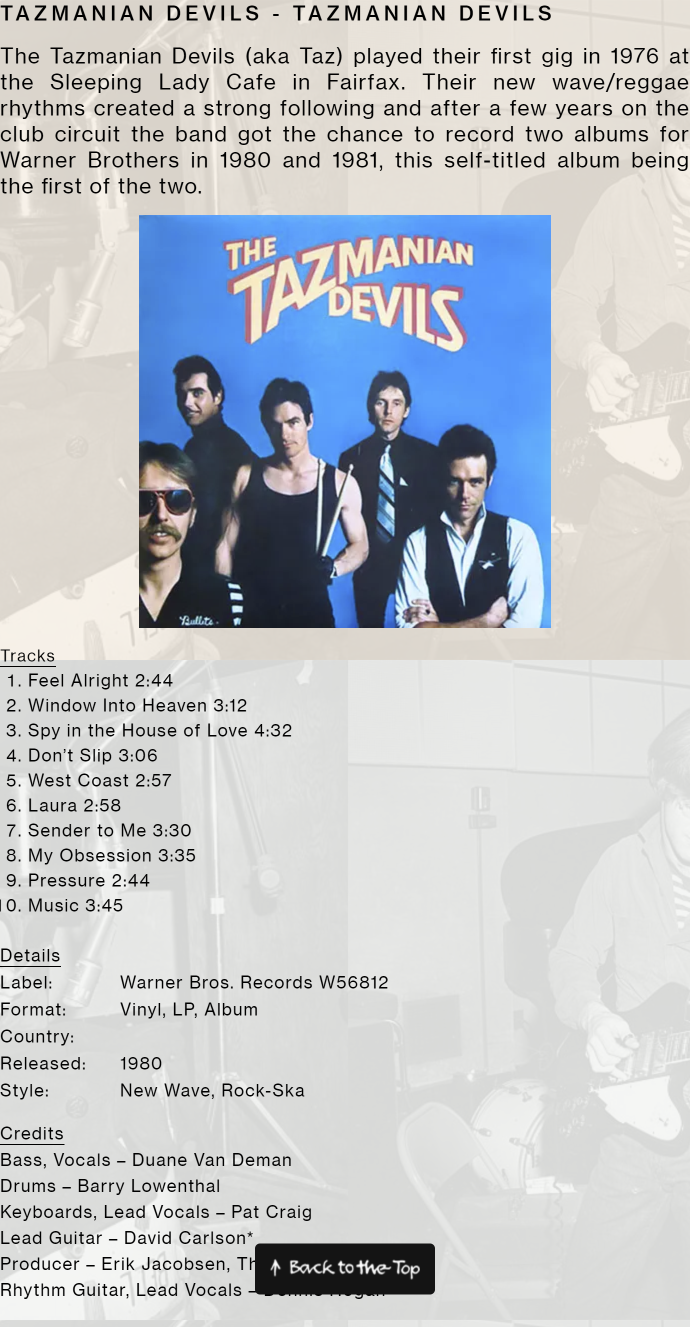 TAZMANIAN DEVILS - TAZMANIAN DEVILS
The Tazmanian Devils (aka Taz) played their first gig in 1976 at
the Sleeping Lady Cafe in Fairfax. Their new wave/reggae
rhythms created a strong following and after a few years on the
club circuit the band got the chance to record two albums for
Warner Brothers in 1980 and 1981, this self-titled album being
the first of the two.
THE
TAZMANIAN
DEVILS
Bullets
Tracks
1. Feel Alright 2:44
2. Window Into Heaven 3:12
3. Spy in the House of Love 4:32
4. Don’t Slip 3:06
5. West Coast 2:57
6. Laura 2:58
7. Sender to Me 3:30
8. My Obsession 3:35
9. Pressure 2:44
10. Music 3:45
Details
Label: Warner Bros. Records W56812
Format: Vinyl, LP, Album
Country:
Released: 1980
Style: New Wave, Rock-Ska
Credits
Bass, Vocals – Duane Van Deman
Drums – Barry Lowenthal
Keyboards, Lead Vocals – Pat Craig
Lead Guitar – David Carlson*
Producer – Erik Jacobsen,
Rhythm Guitar, Lead Vocals –
↑ Back to the Top